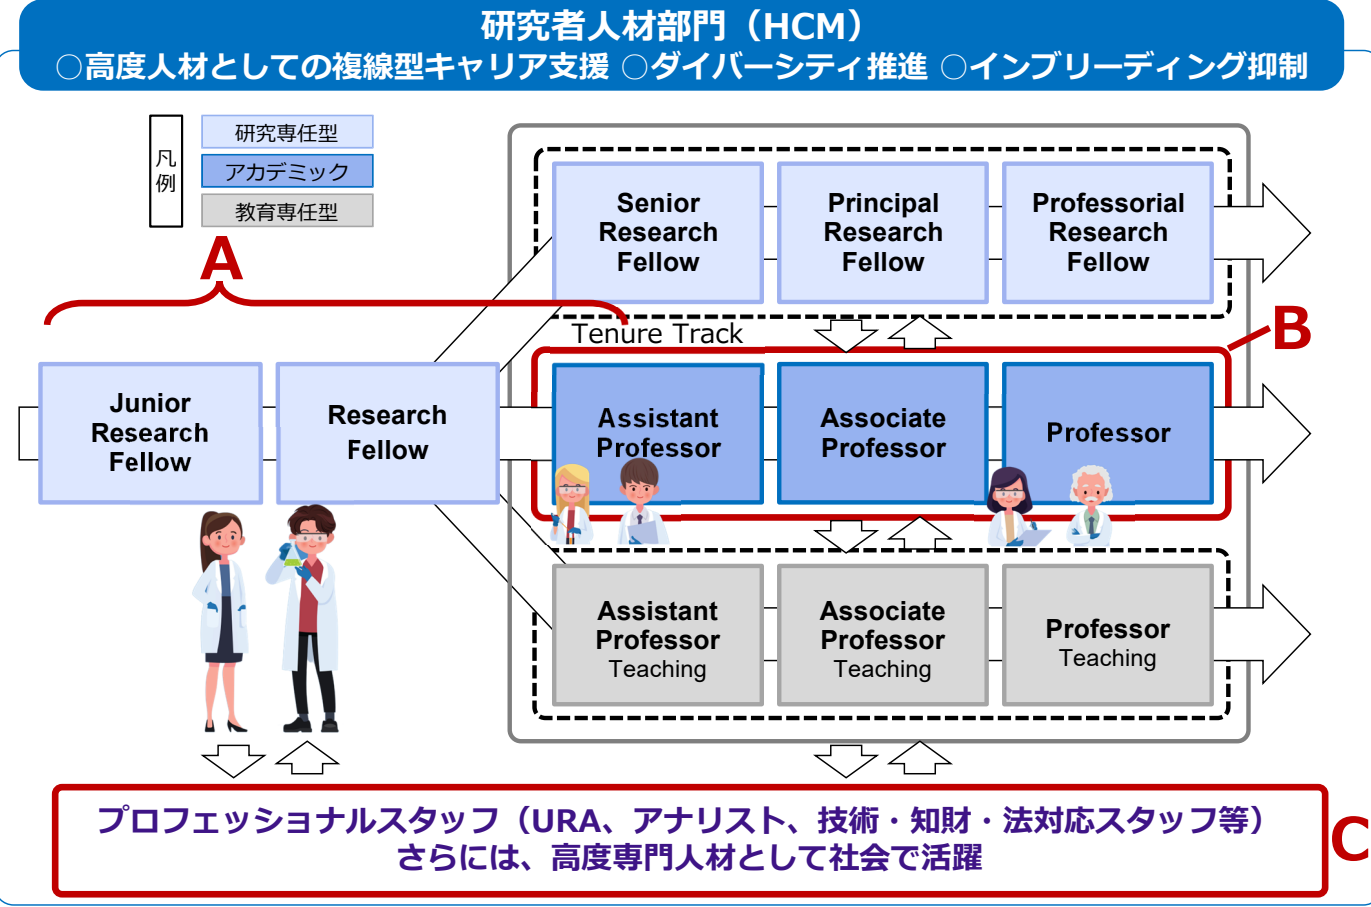 研究者人材部門（HCM）
○高度人材としての複線型キャリア支援 ○ダイバーシティ推進 ○インブリーディング抑制
凡例
研究専任型
アカデミック
教育専任型
A
Senior
Research
Fellow
Principal
Research
Fellow
Professorial
Research
Fellow
Tenure Track
B
Junior
Research
Fellow
Research
Fellow
Assistant
Professor
Associate
Professor
Professor
Assistant
Professor
Teaching
Associate
Professor
Teaching
Professor
Teaching
プロフェッショナルスタッフ（URA、アナリスト、技術・知財・法対応スタッフ等）
さらには、高度専門人材として社会で活躍
C